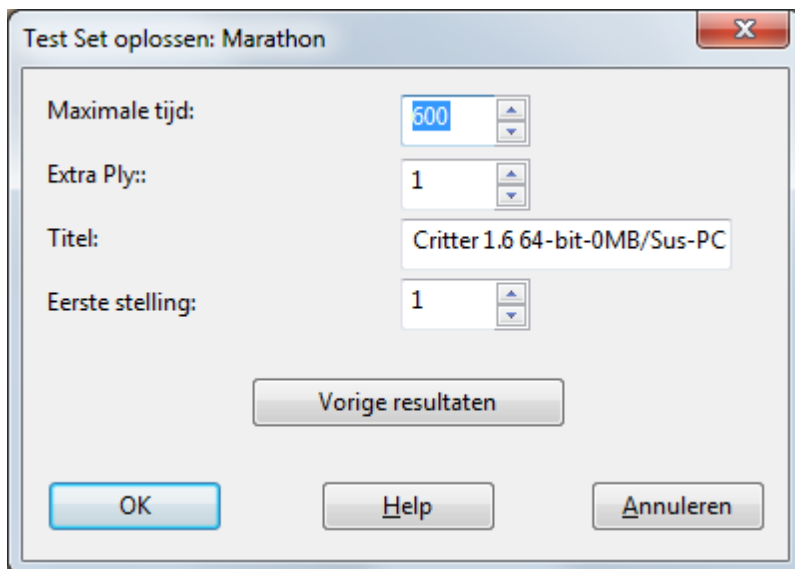 Test Set oplossen: Marathon
Maximale tijd: 600
Extra Ply:: 1
Titel: Critter 1.6 64-bit-0MB/Sus-PC
Eerste stelling: 1
Vorige resultaten
OK Help Annuleren